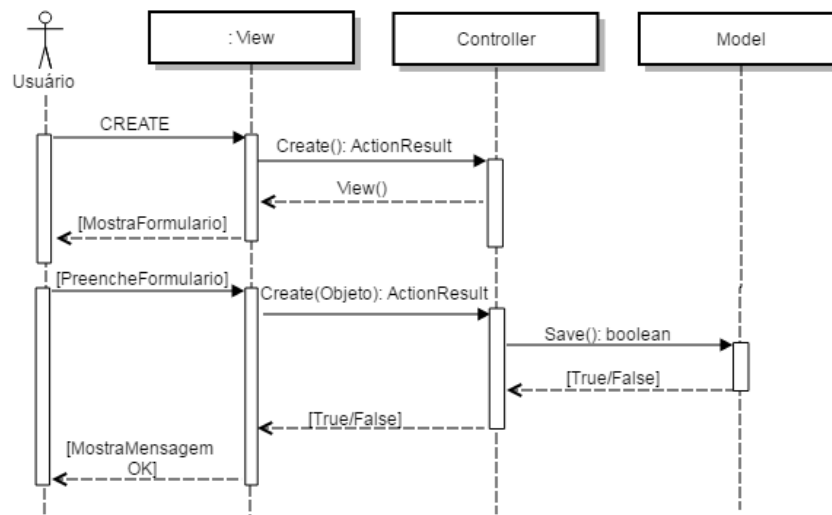 : View
Controller
Model
Usuário
CREATE
Create(): ActionResult
View()
[MostraFormulario]
[PreencheFormulario]
Create(Objeto): ActionResult
Save(): boolean
[True/False]
[True/False]
[MostraMensagem
OK]